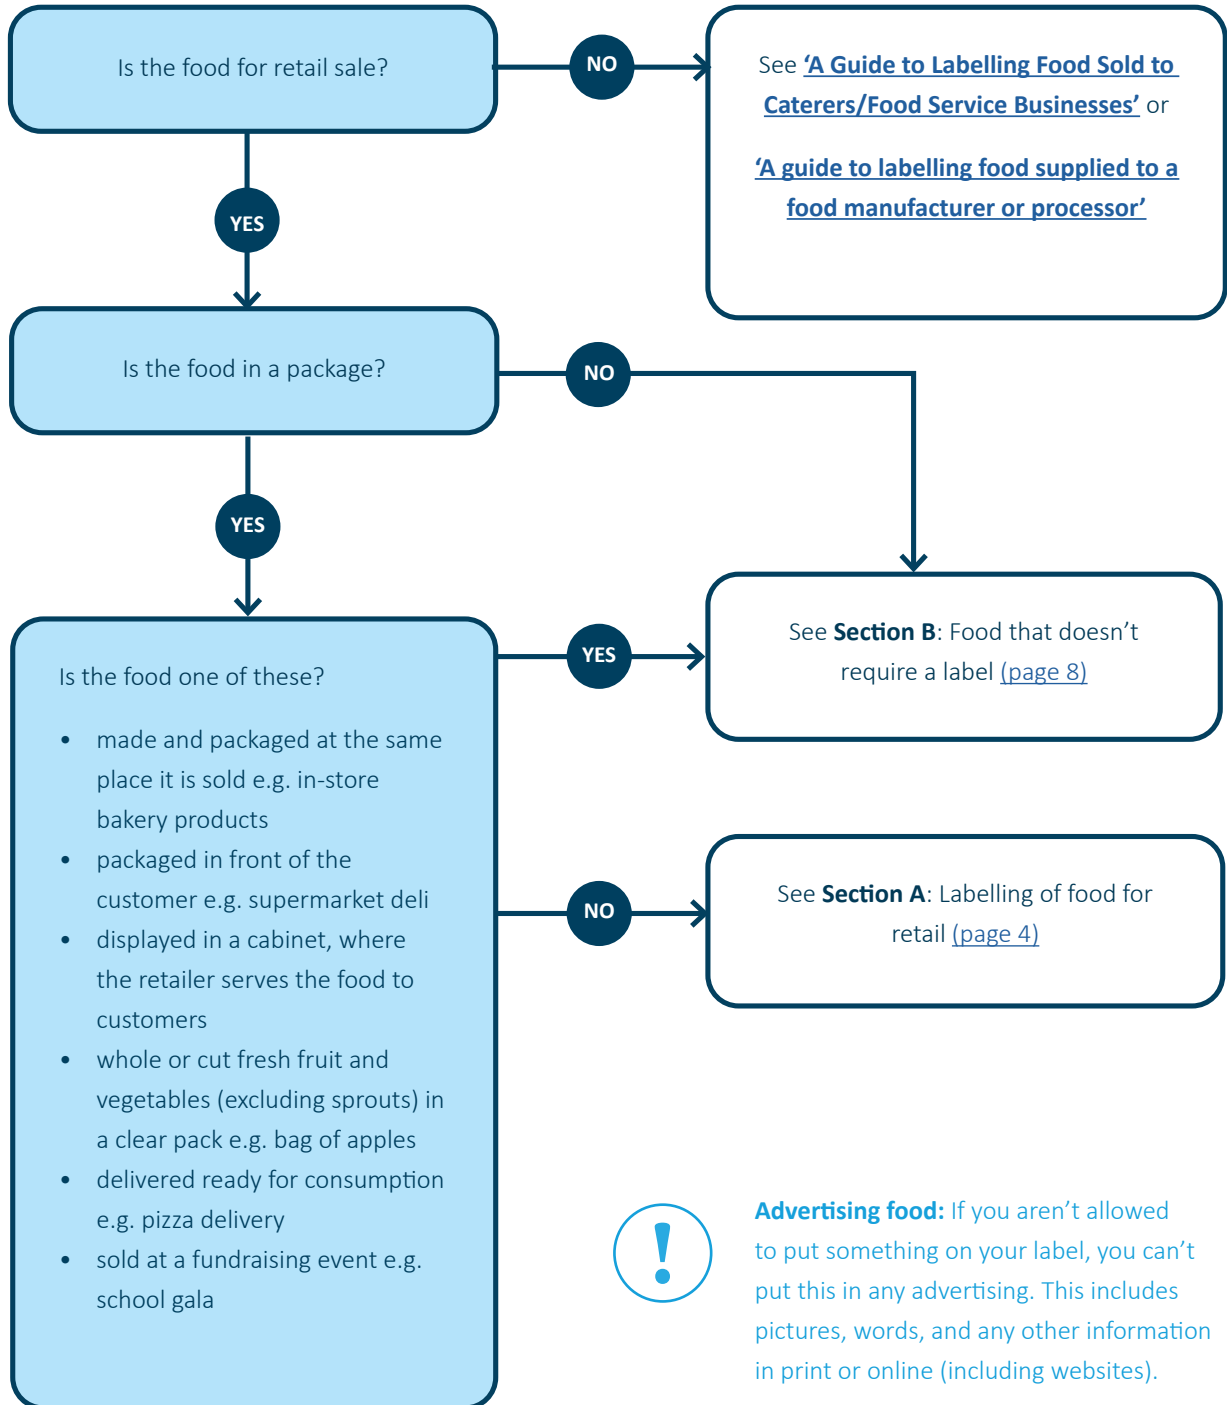 Is the food for retail sale?
NO
See ‘A Guide to Labelling Food Sold to
Caterers/Food Service Businesses’ or
‘A guide to labelling food supplied to a
food manufacturer or processor’
YES
Is the food in a package?
NO
YES
Is the food one of these?
• made and packaged at the same
place it is sold e.g. in-store
bakery products
• packaged in front of the
customer e.g. supermarket deli
• displayed in a cabinet, where
the retailer serves the food to
customers
• whole or cut fresh fruit and
vegetables (excluding sprouts) in
a clear pack e.g. bag of apples
• delivered ready for consumption
e.g. pizza delivery
• sold at a fundraising event e.g.
school gala
YES
See Section B: Food that doesn’t
require a label (page 8)
NO
See Section A: Labelling of food for
retail (page 4)
!
Advertising food: If you aren’t allowed
to put something on your label, you can’t
put this in any advertising. This includes
pictures, words, and any other information
in print or online (including websites).